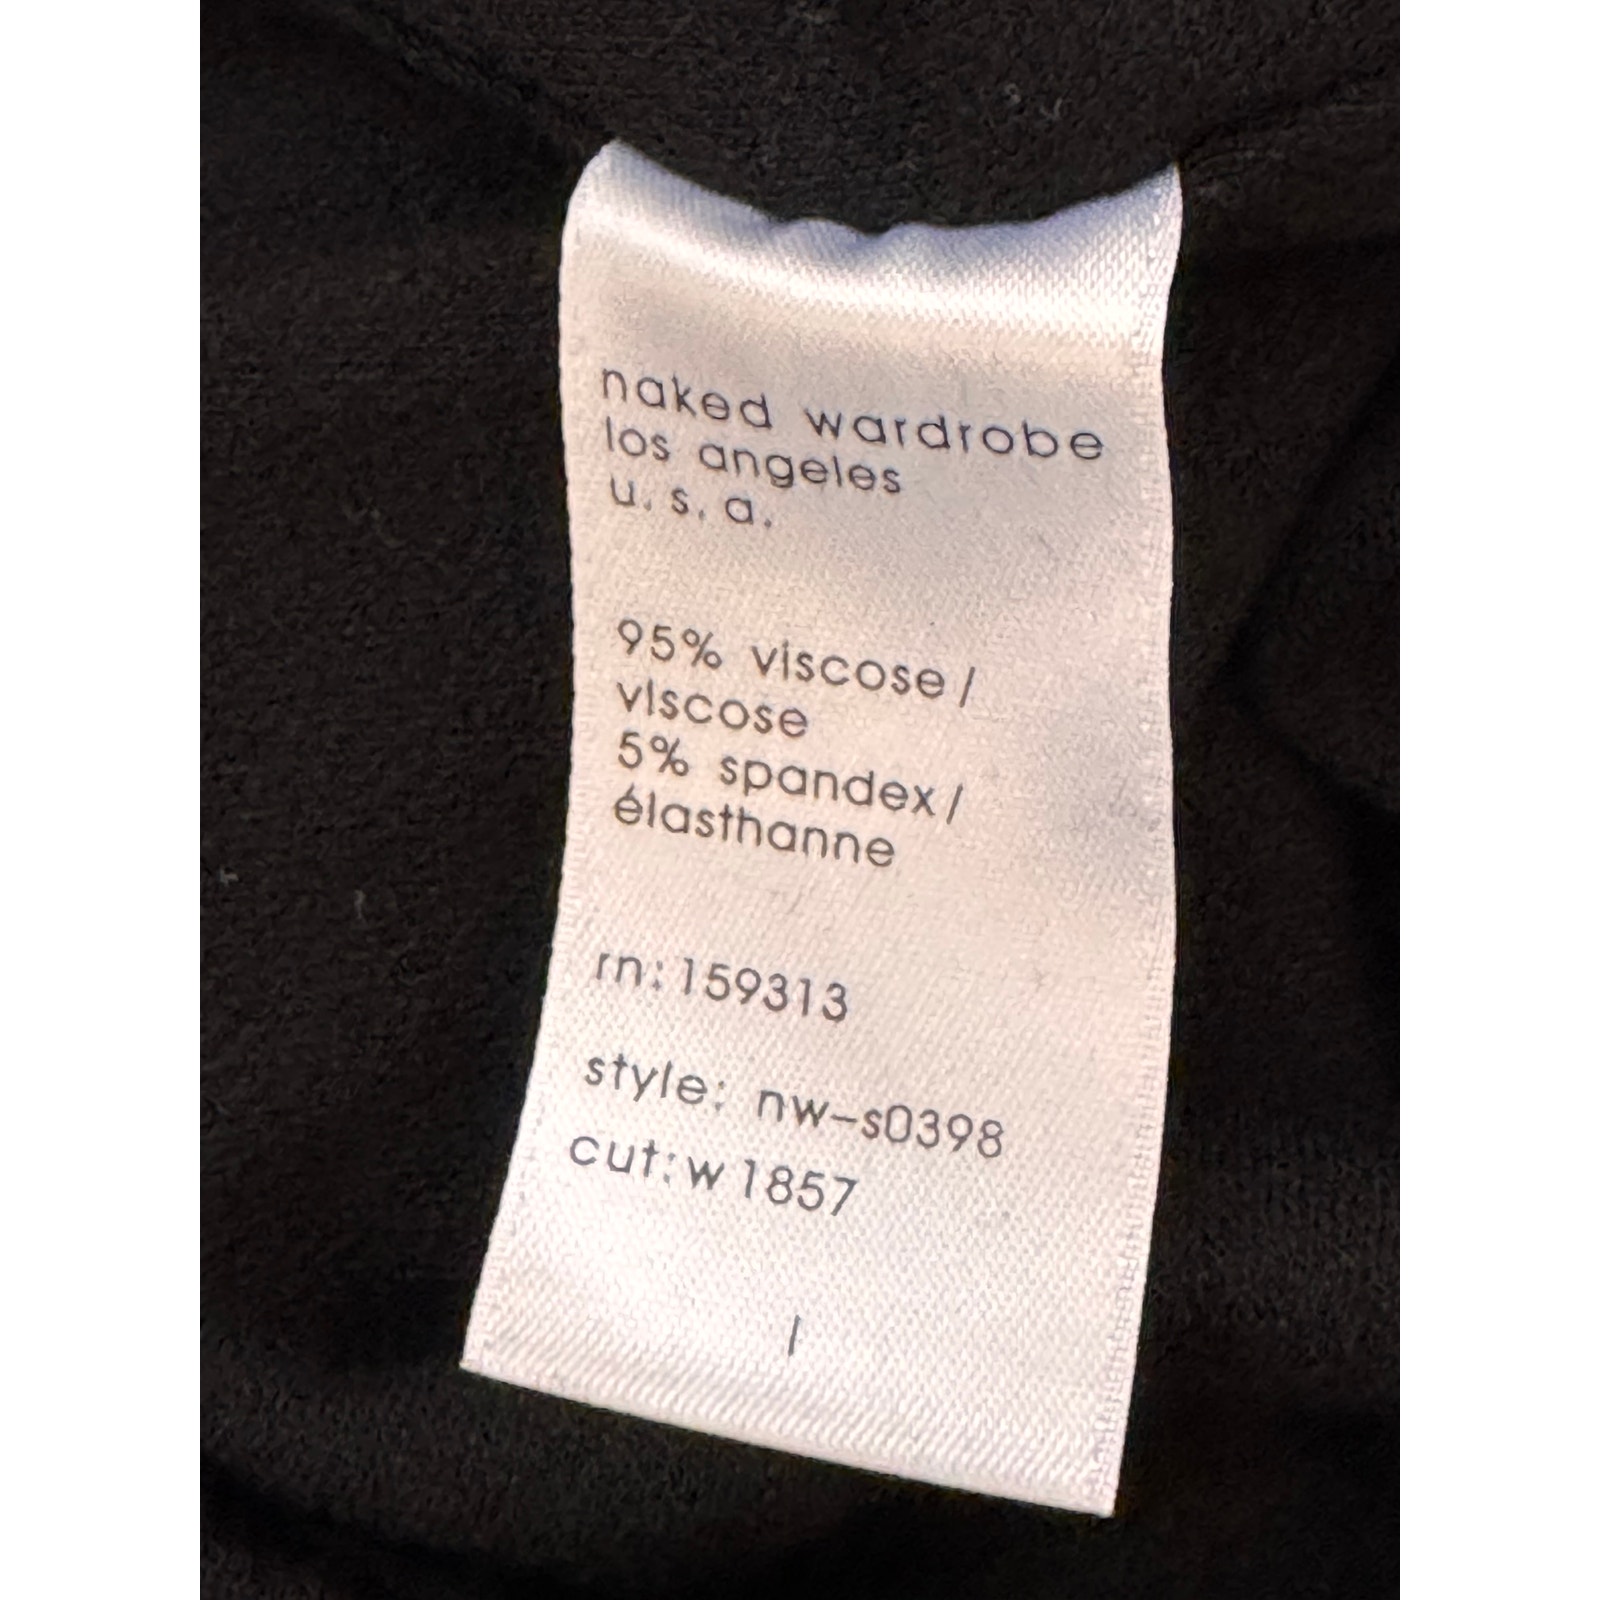 naked wardrobe
los angeles
u. s. a.
95% viscose/
viscose
5% spandex/
élasthanne
rn: 159313
style: nw-s0398
cut: w1857
l